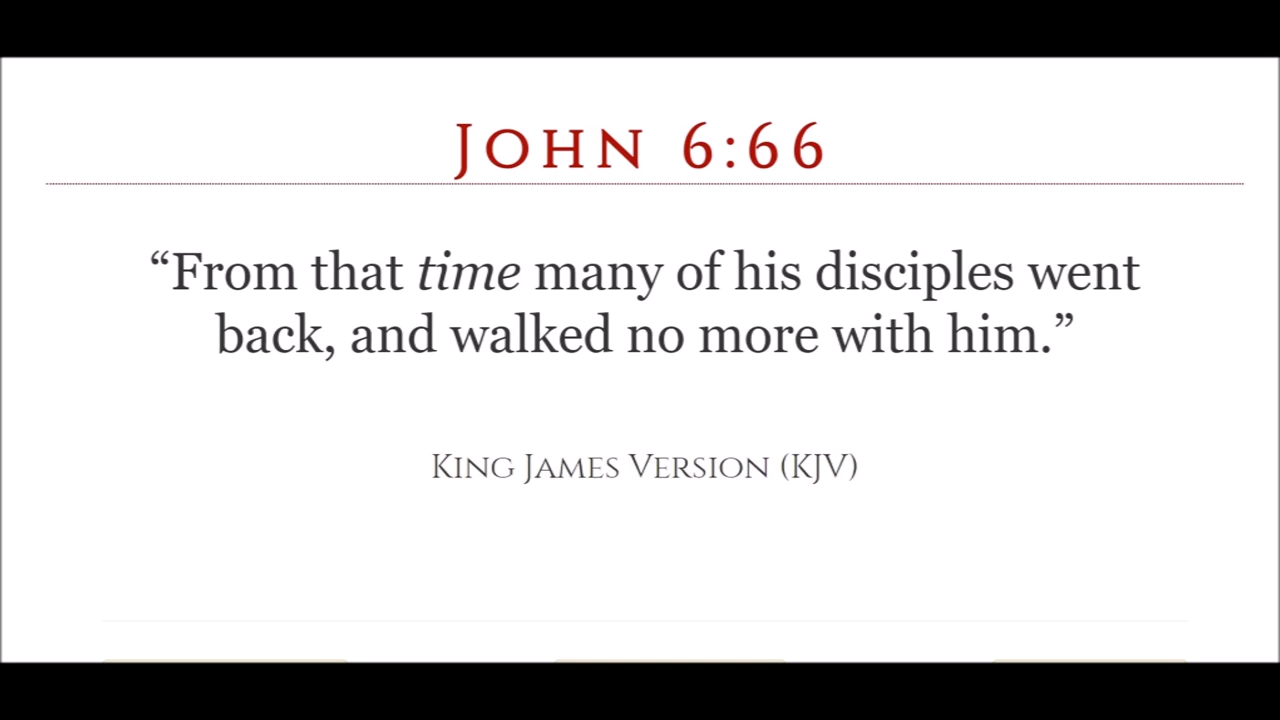 John 6:66
“From that time many of his disciples went
back, and walked no more with him.”
King James Version (KJV)